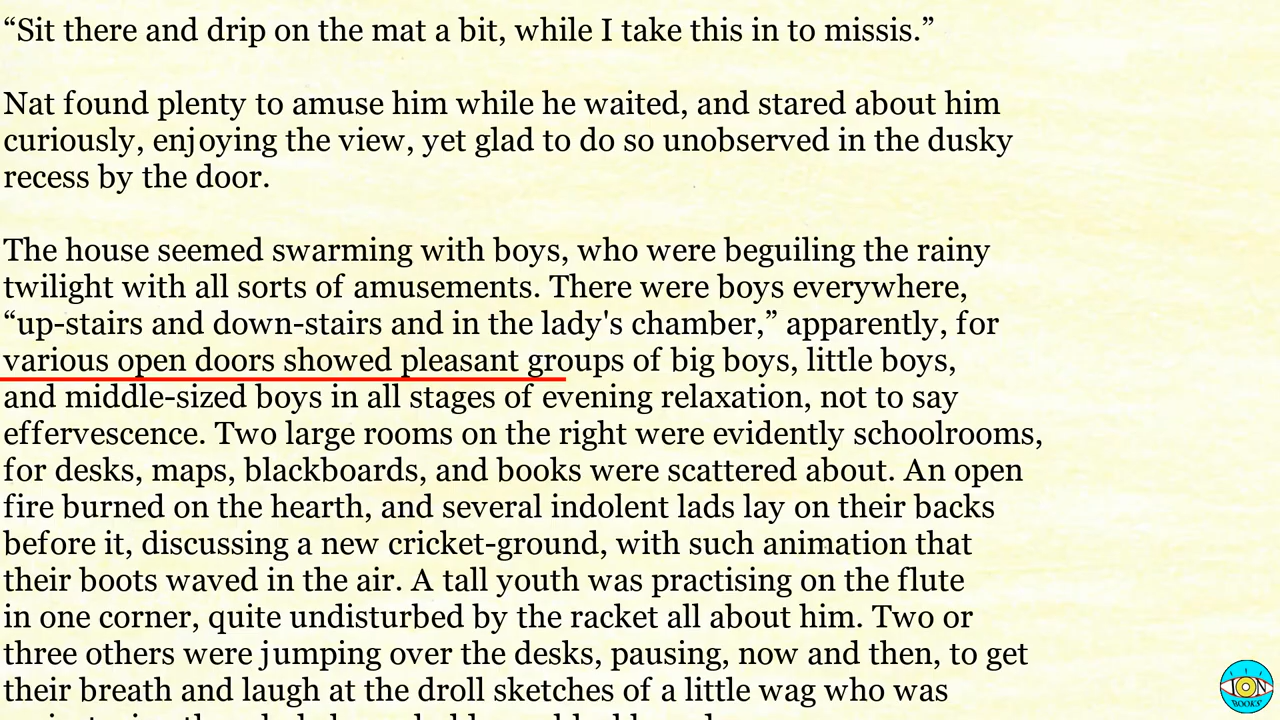 “Sit there and drip on the mat a bit, while I take this in to missis.”
Nat found plenty to amuse him while he waited, and stared about him
curiously, enjoying the view, yet glad to do so unobserved in the dusky
recess by the door.
The house seemed swarming with boys, who were beguiling the rainy
twilight with all sorts of amusements. There were boys everywhere,
“up-stairs and down-stairs and in the lady's chamber,” apparently, for
various open doors showed pleasant groups of big boys, little boys,
and middle-sized boys in all stages of evening relaxation, not to say
effervescence. Two large rooms on the right were evidently schoolrooms,
for desks, maps, blackboards, and books were scattered about. An open
fire burned on the hearth, and several indolent lads lay on their backs
before it, discussing a new cricket-ground, with such animation that
their boots waved in the air. A tall youth was practising on the flute
in one corner, quite undisturbed by the racket all about him. Two or
three others were jumping over the desks, pausing, now and then, to get
their breath and laugh at the droll sketches of a little wag who was
ION
BOOKS